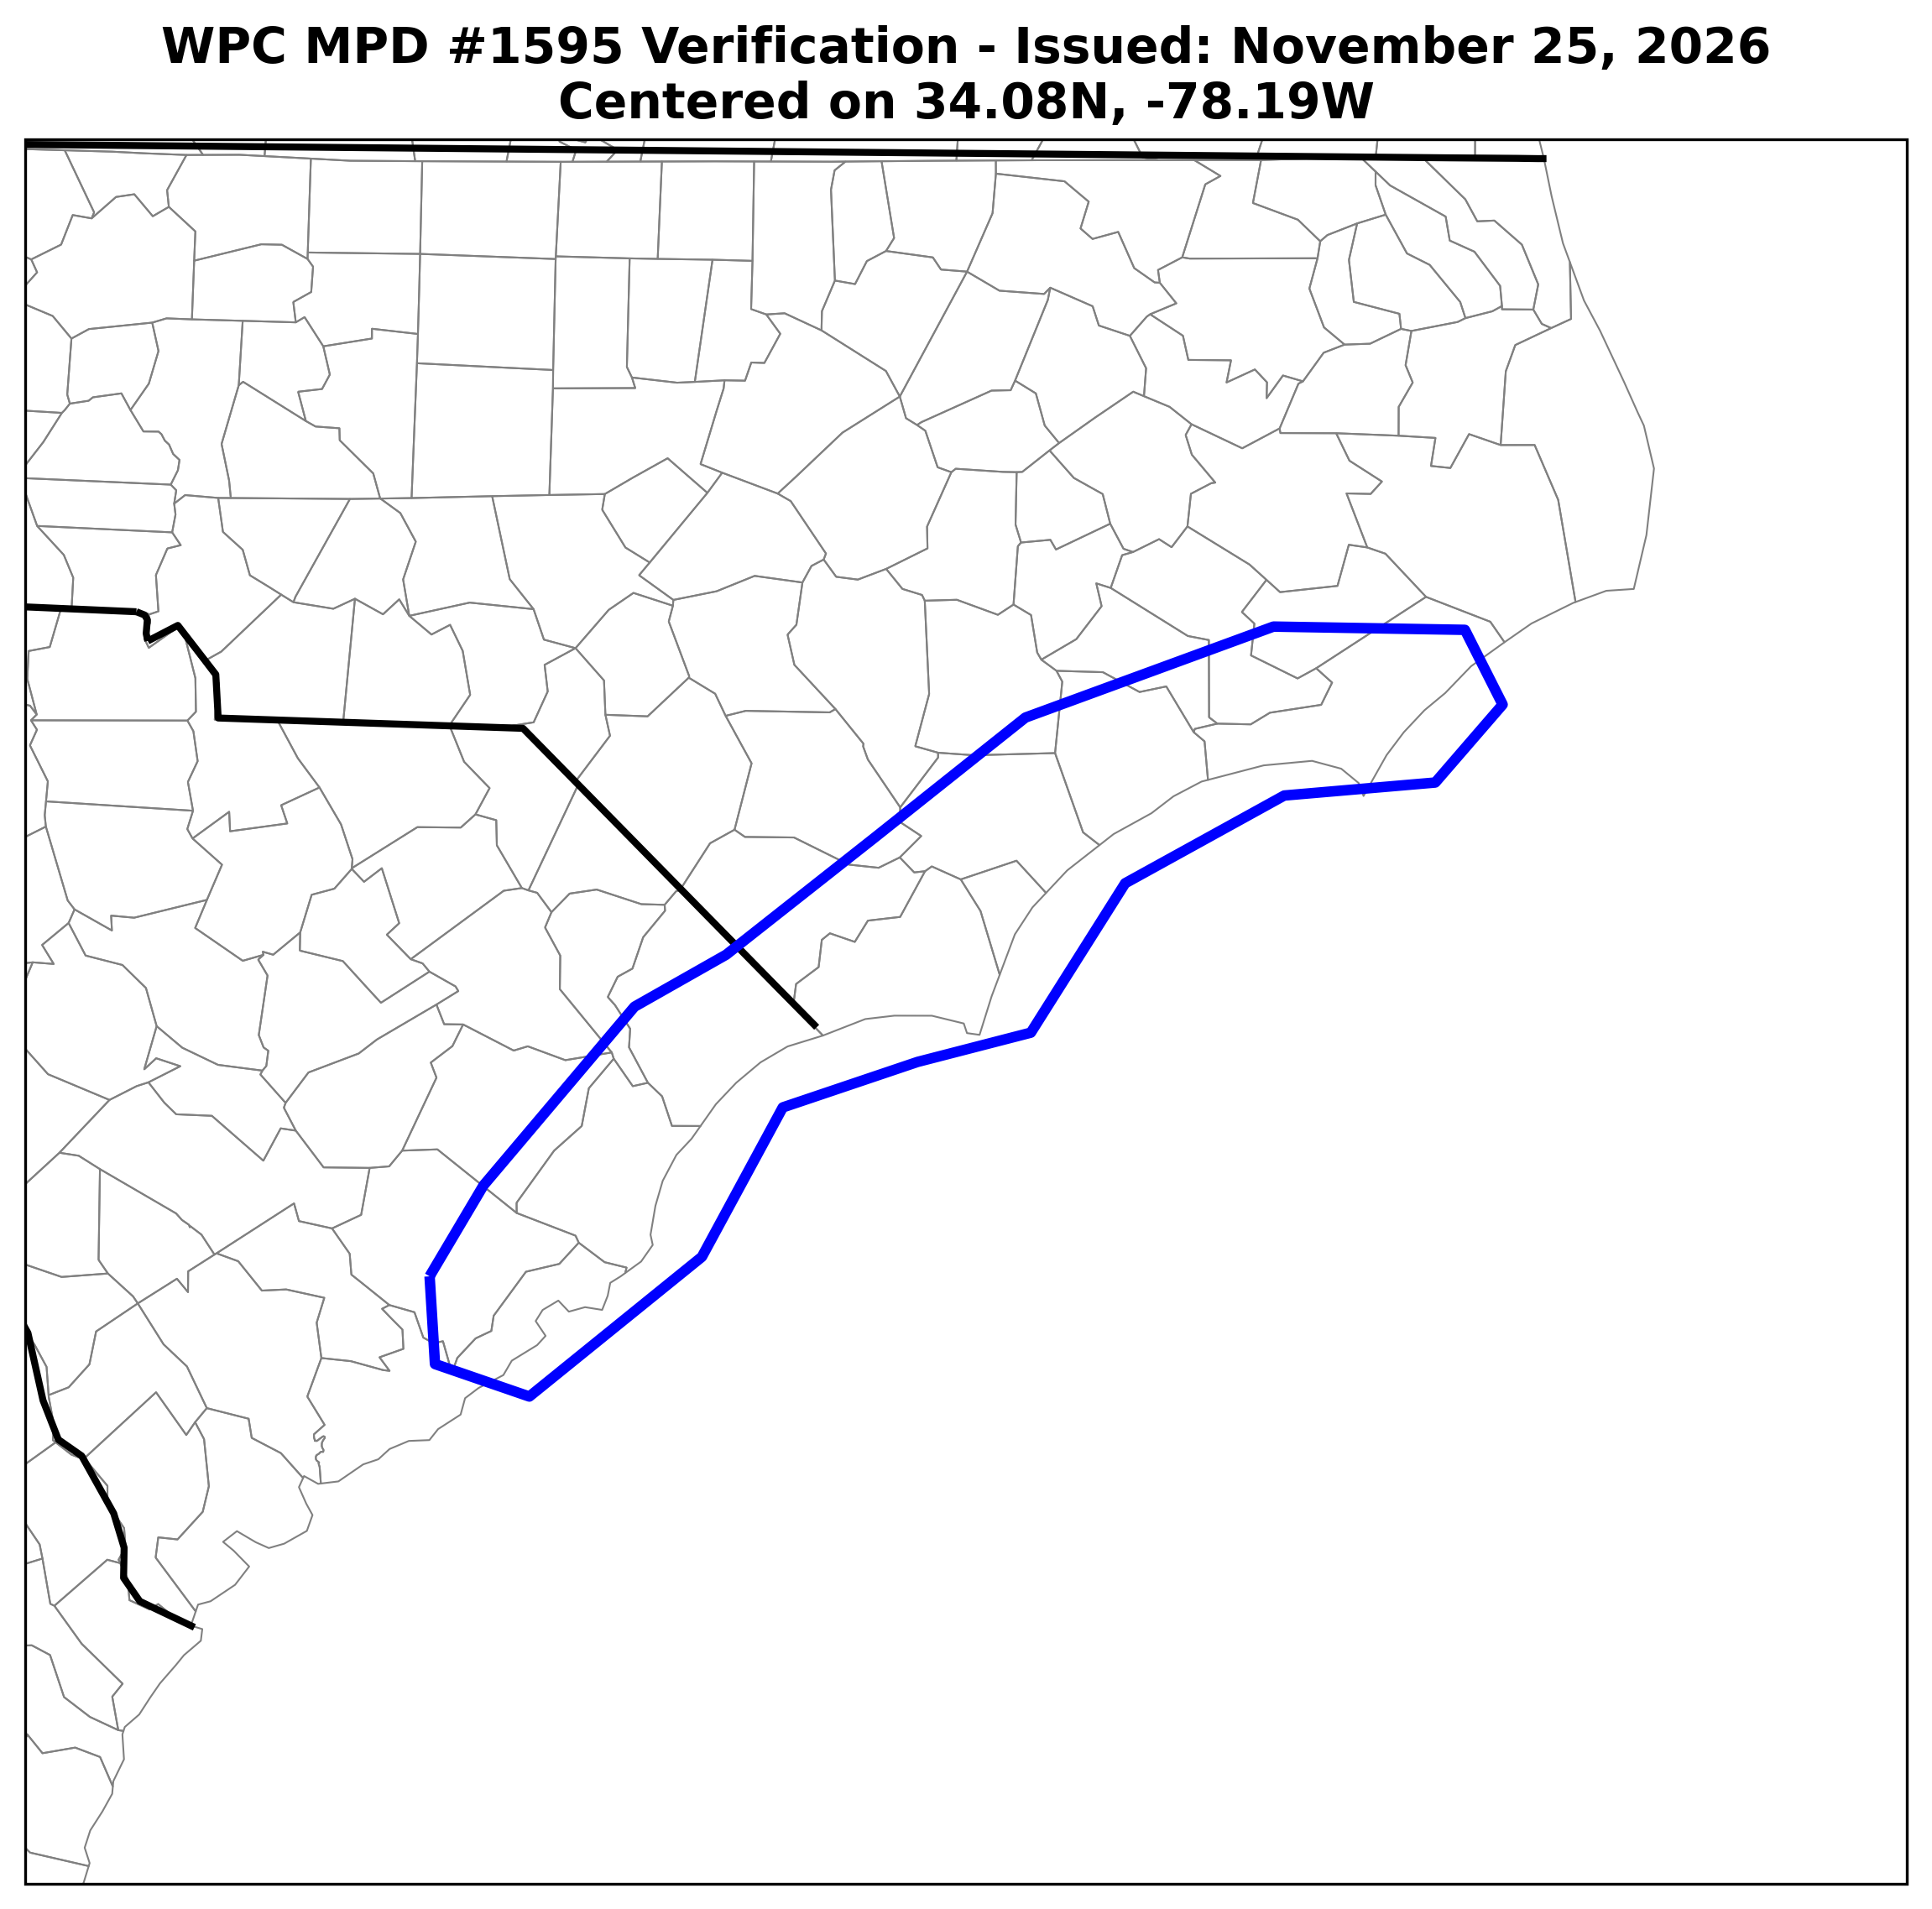 WPC MPD #1595 Verification - Issued: November 25, 2026
Centered on 34.08N, -78.19W